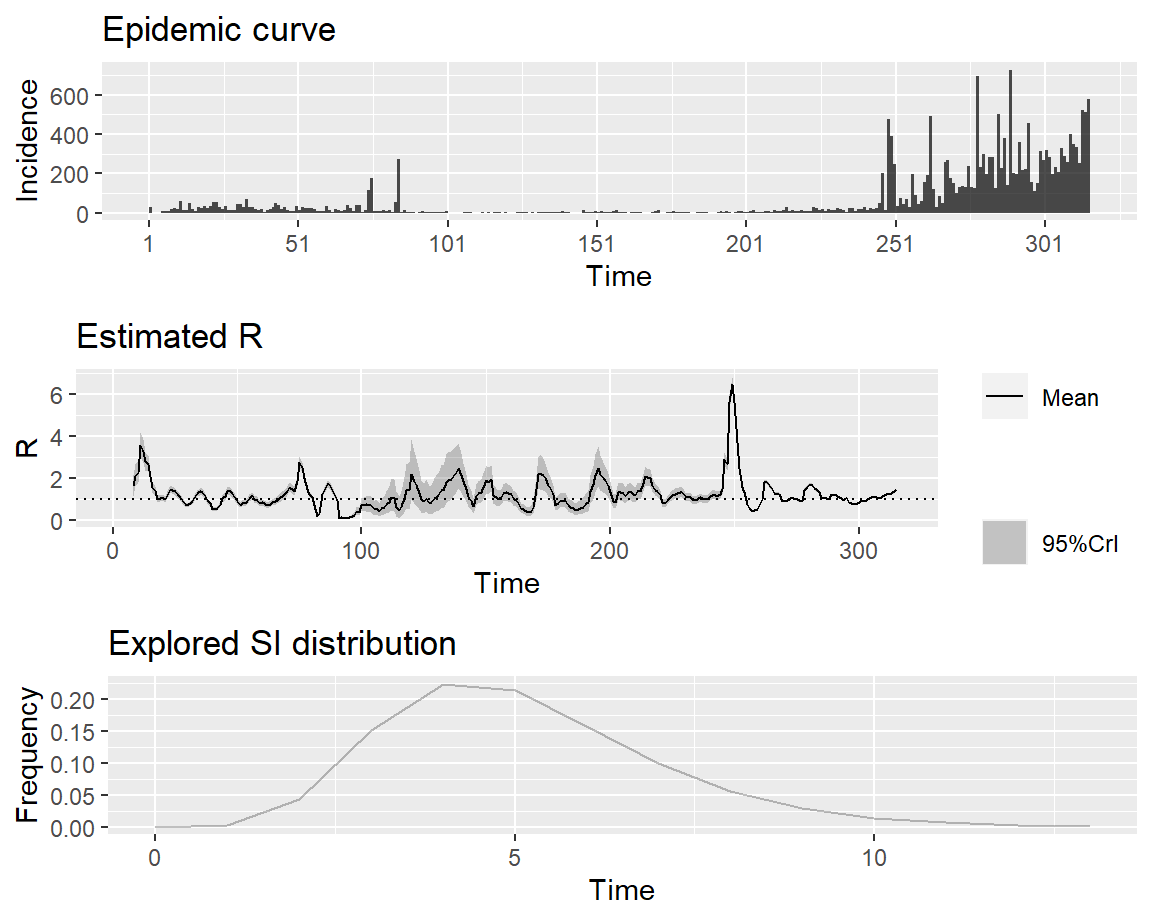 Epidemic curve
Incidence
600
400
200
0
1 51 101 151 201 251 301
Time
Estimated R
R
6
4
2
0
0 100 200 300
Time
Mean
95%CrI
Explored SI distribution
Frequency
0.20
0.15
0.10
0.05
0.00
0 5 10
Time